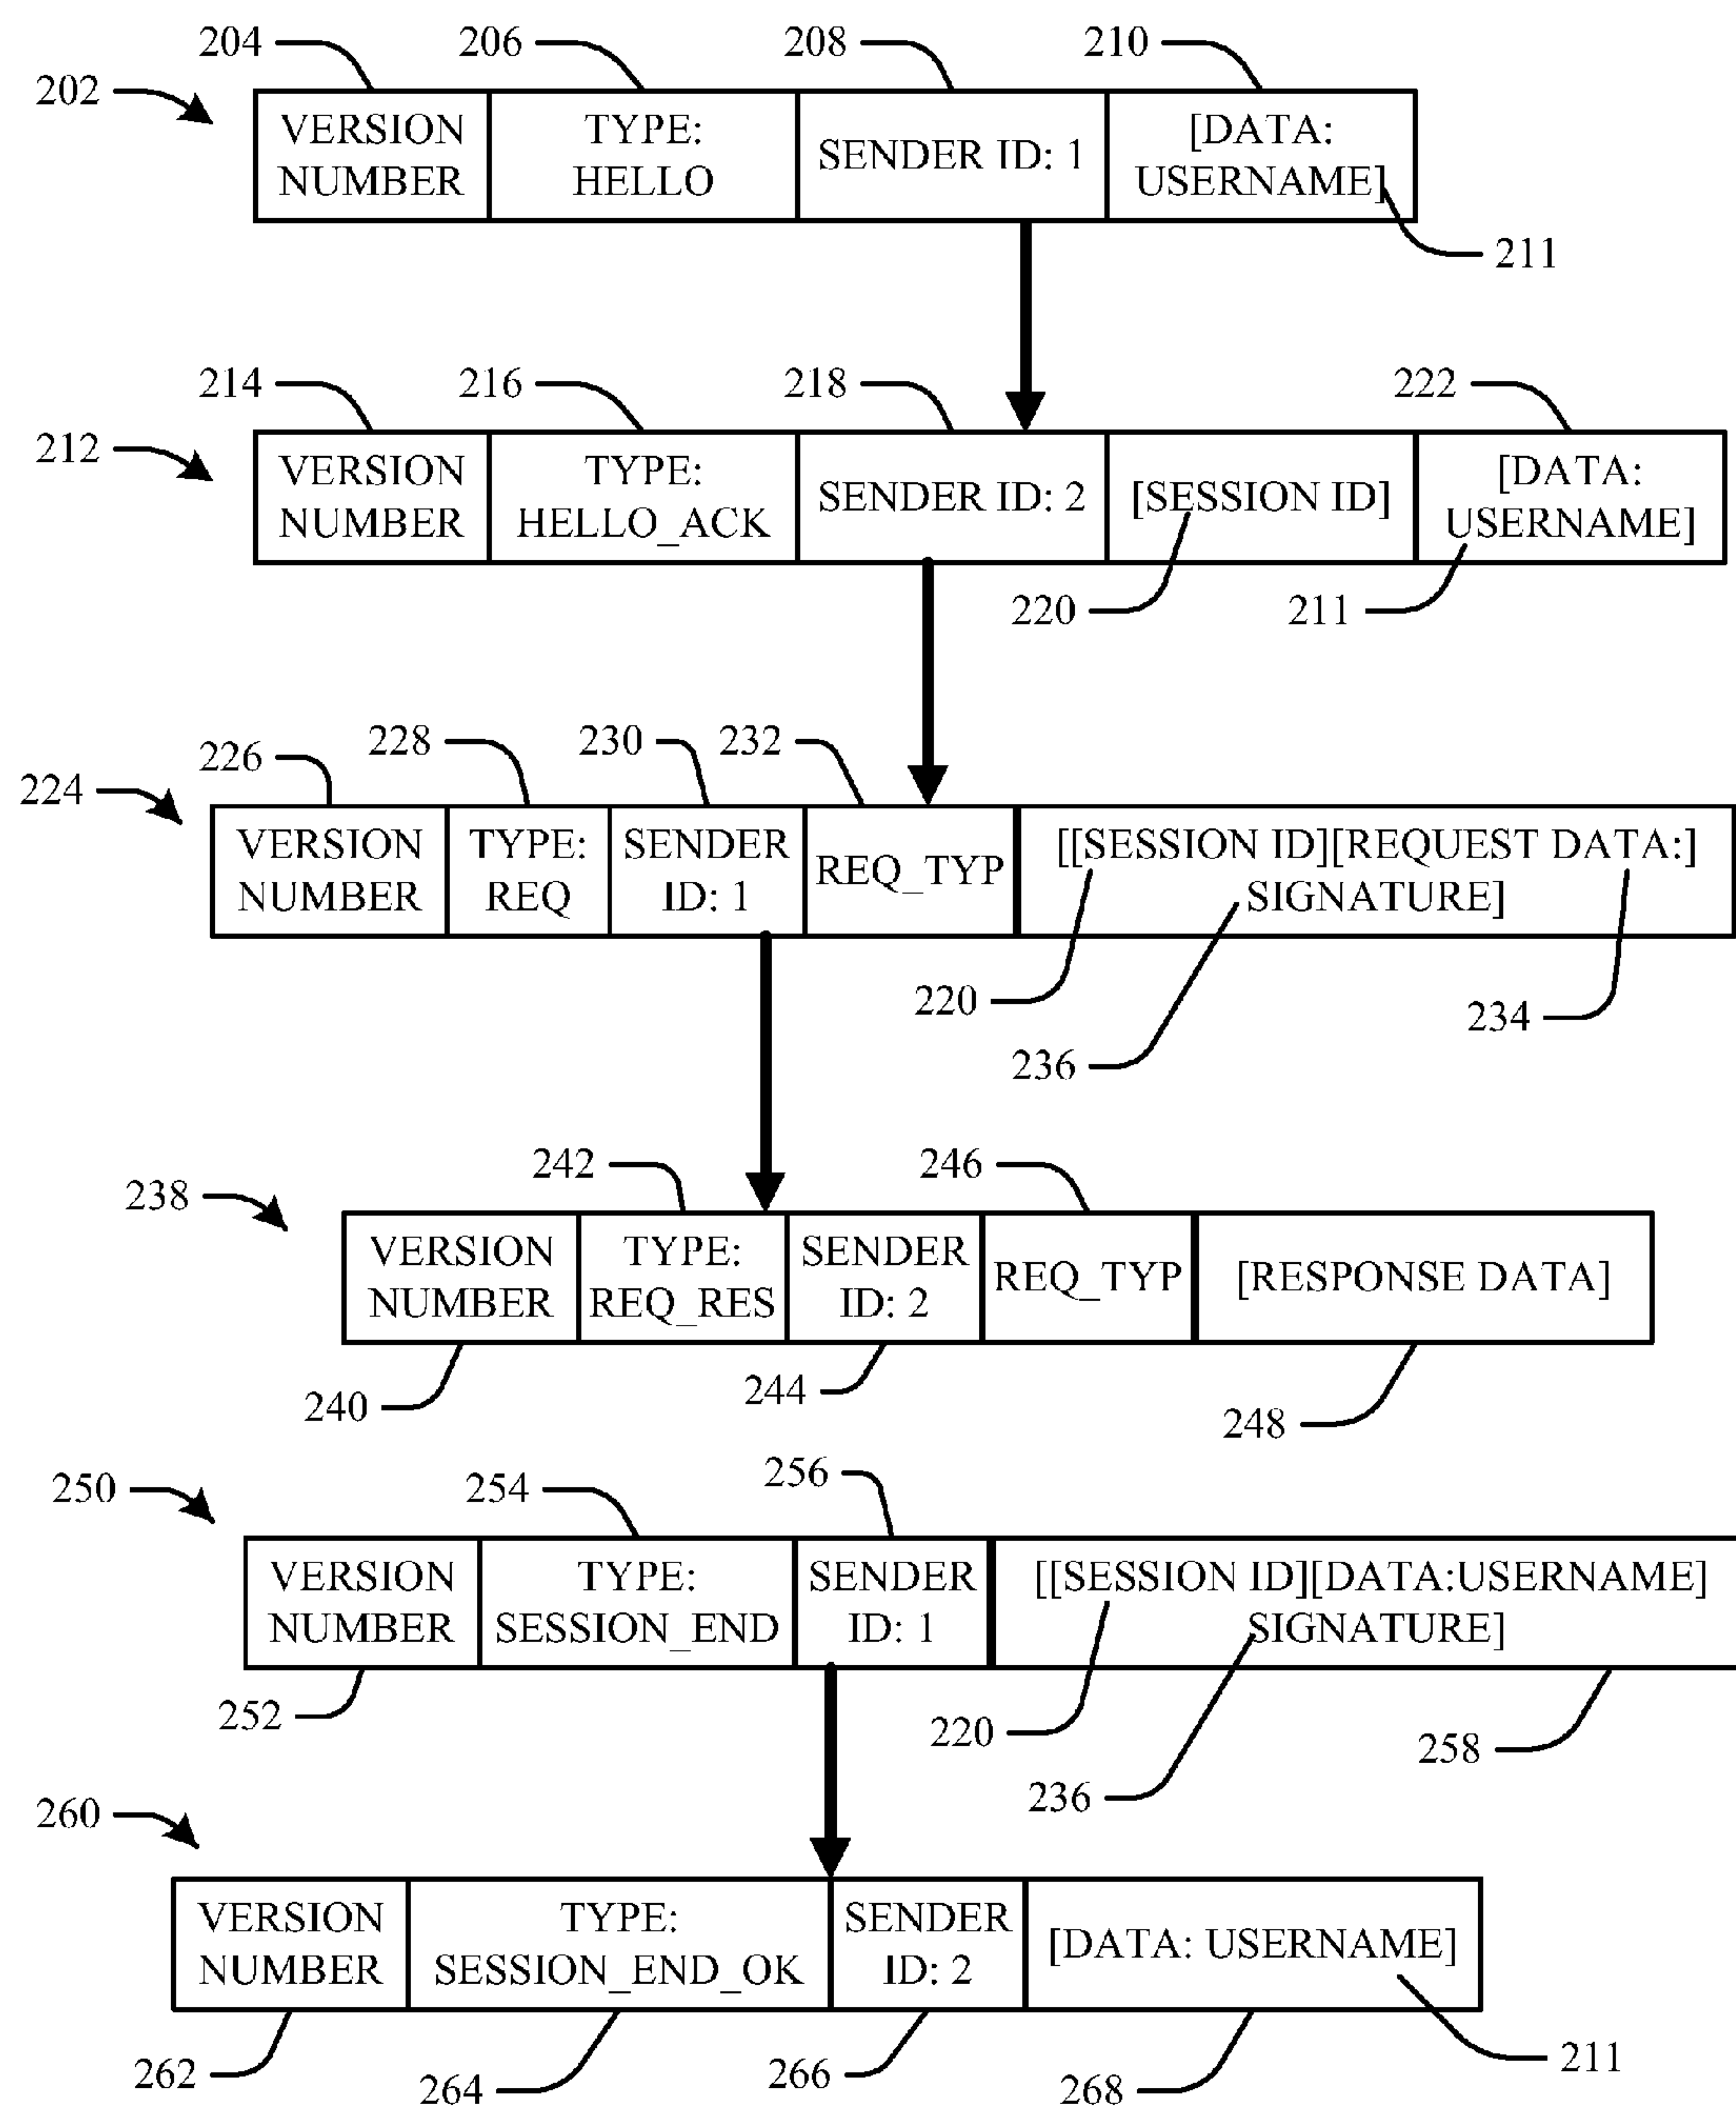 204 206 208 210
202
VERSION NUMBER
TYPE: HELLO
SENDER ID: 1
[DATA: USERNAME]
211
214 216 218 222
212
VERSION NUMBER
TYPE: HELLO_ACK
SENDER ID: 2
[SESSION ID]
[DATA: USERNAME]
220 211
226 228 230 232
224
VERSION NUMBER
TYPE: REQ
SENDER ID: 1
REQ_TYP
[[SESSION ID][REQUEST DATA:]
SIGNATURE]
220 234
236
242 246
238
VERSION NUMBER
TYPE: REQ_RES
SENDER ID: 2
REQ_TYP
[RESPONSE DATA]
240 244 248
250 254 256
VERSION NUMBER
TYPE: SESSION_END
SENDER ID: 1
[[SESSION ID][DATA:USERNAME]
SIGNATURE]
252 220 258
236
260
VERSION NUMBER
TYPE: SESSION_END_OK
SENDER ID: 2
[DATA: USERNAME]
262 264 266 268 211